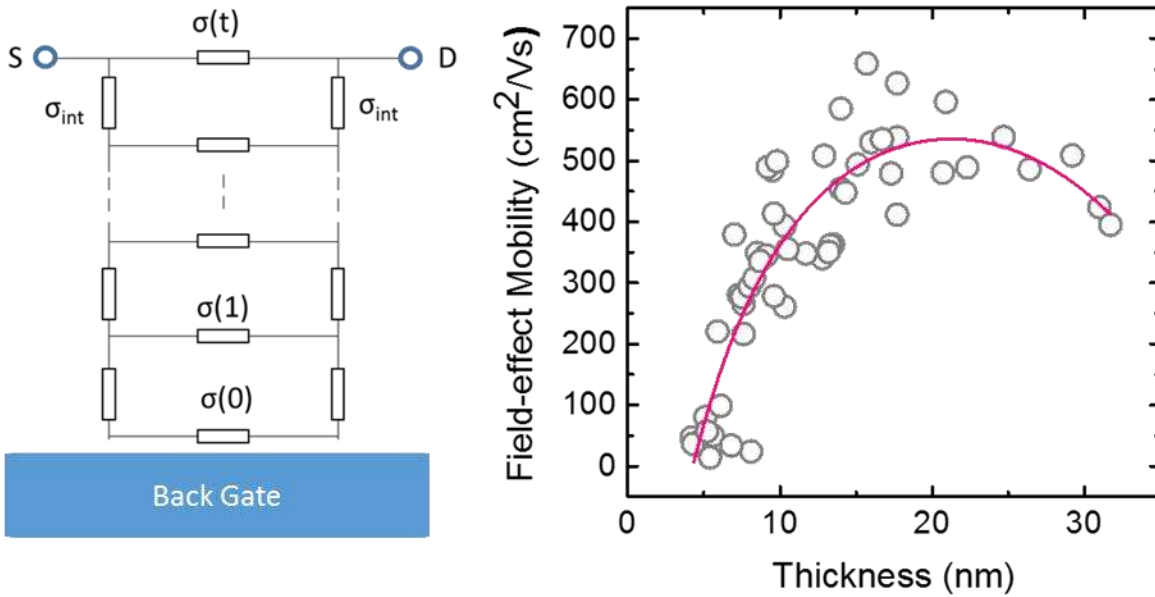 σ(t)
S
D
σint
σint
σ(1)
σ(0)
Back Gate
Field-effect Mobility (cm²/Vs)
700
600
500
400
300
200
100
0
0
10
20
30
Thickness (nm)